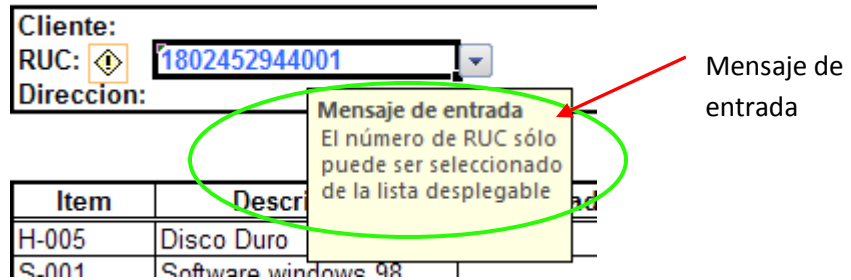 Cliente:
RUC: 1802452944001
Direccion:
Mensaje de
entrada
Mensaje de entrada
El número de RUC sólo
puede ser seleccionado
de la lista desplegable
Item Descri ad
H-005 Disco Duro
S-001 Software windows 98